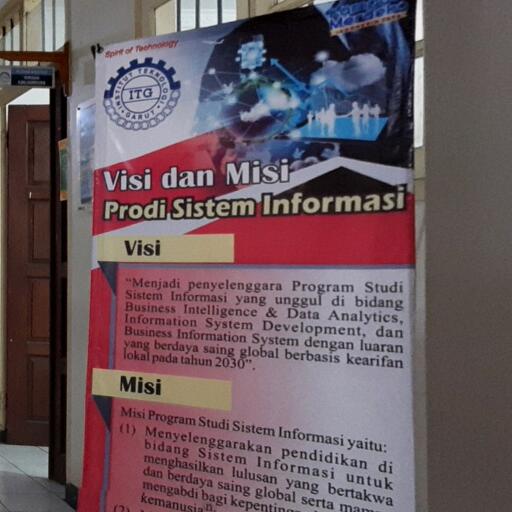 Spirit of Technology
INSTITUT TEKNOLOGI
ITG
GARUT
Visi dan Misi
Prodi Sistem Informasi
Visi
"Menjadi penyelenggara Program Studi
Sistem Informasi yang unggul di bidang
Business Intelligence & Data Analytics,
Information System Development, dan
Business Information System dengan luaran
yang berdaya saing global berbasis kearifan
lokal pada tahun 2030".
Misi
Misi Program Studi Sistem Informasi yaitu:
(1) Menyelenggarakan pendidikan di
bidang Sistem Informasi untuk
menghasilkan lulusan yang bertakwa
dan berdaya saing global serta
mengabdi bagi